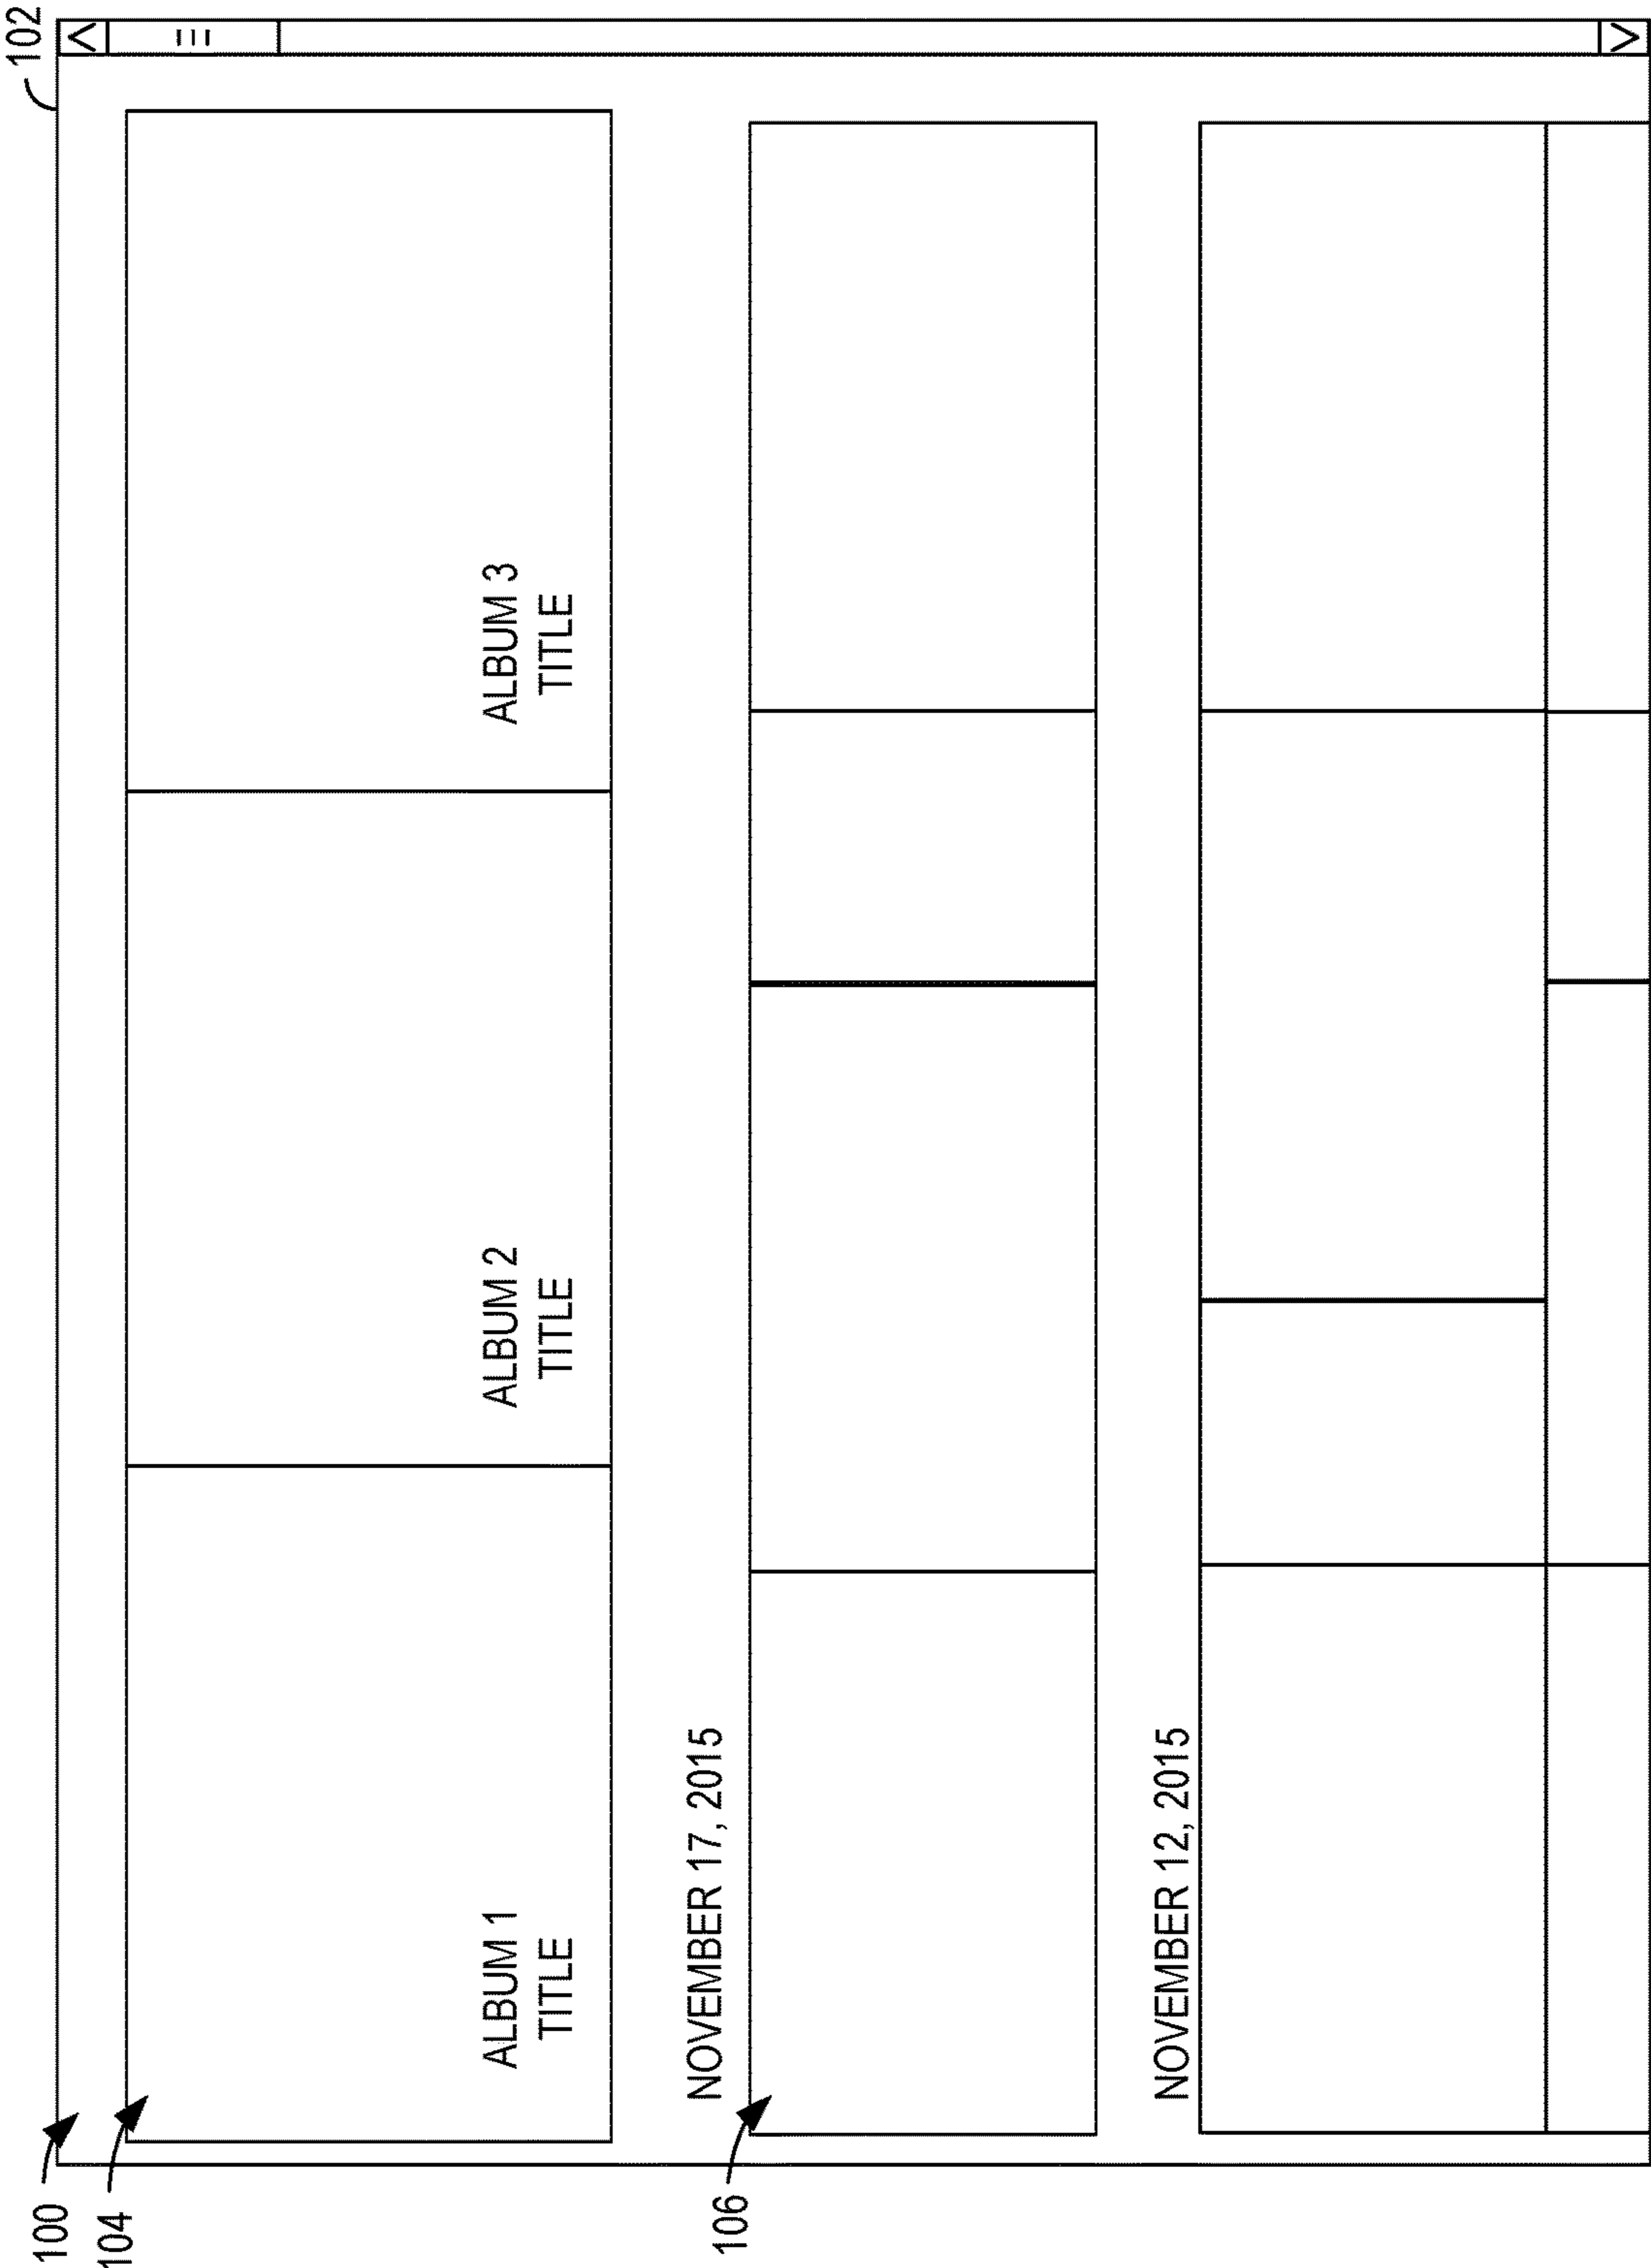 102
100
104
ALBUM 1
TITLE
ALBUM 2
TITLE
ALBUM 3
TITLE
NOVEMBER 17, 2015
106
NOVEMBER 12, 2015